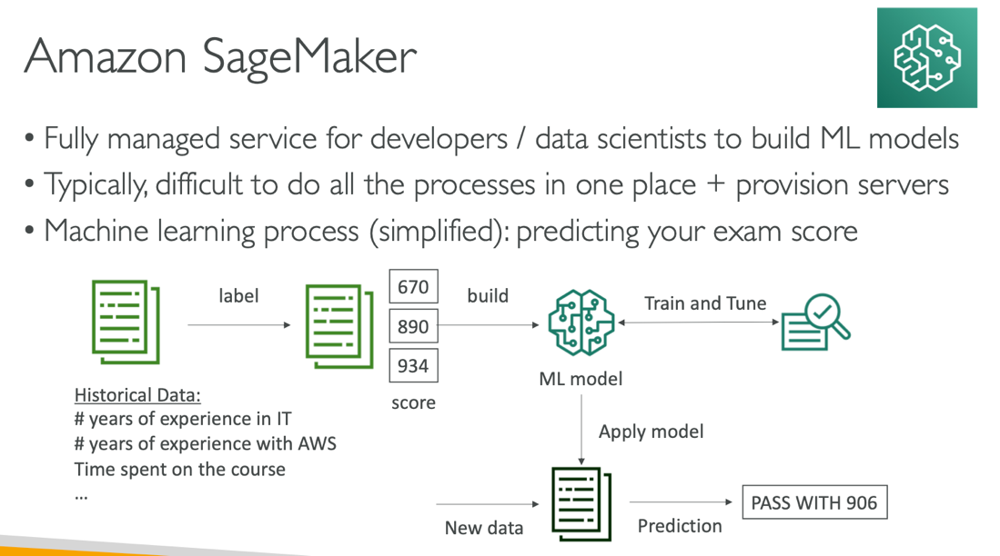 Amazon SageMaker
• Fully managed service for developers / data scientists to build ML models
• Typically, difficult to do all the processes in one place + provision servers
• Machine learning process (simplified): predicting your exam score
label
670
890
934
score
build
ML model
Train and Tune
Historical Data:
# years of experience in IT
# years of experience with AWS
Time spent on the course
...
Apply model
New data
Prediction
PASS WITH 906